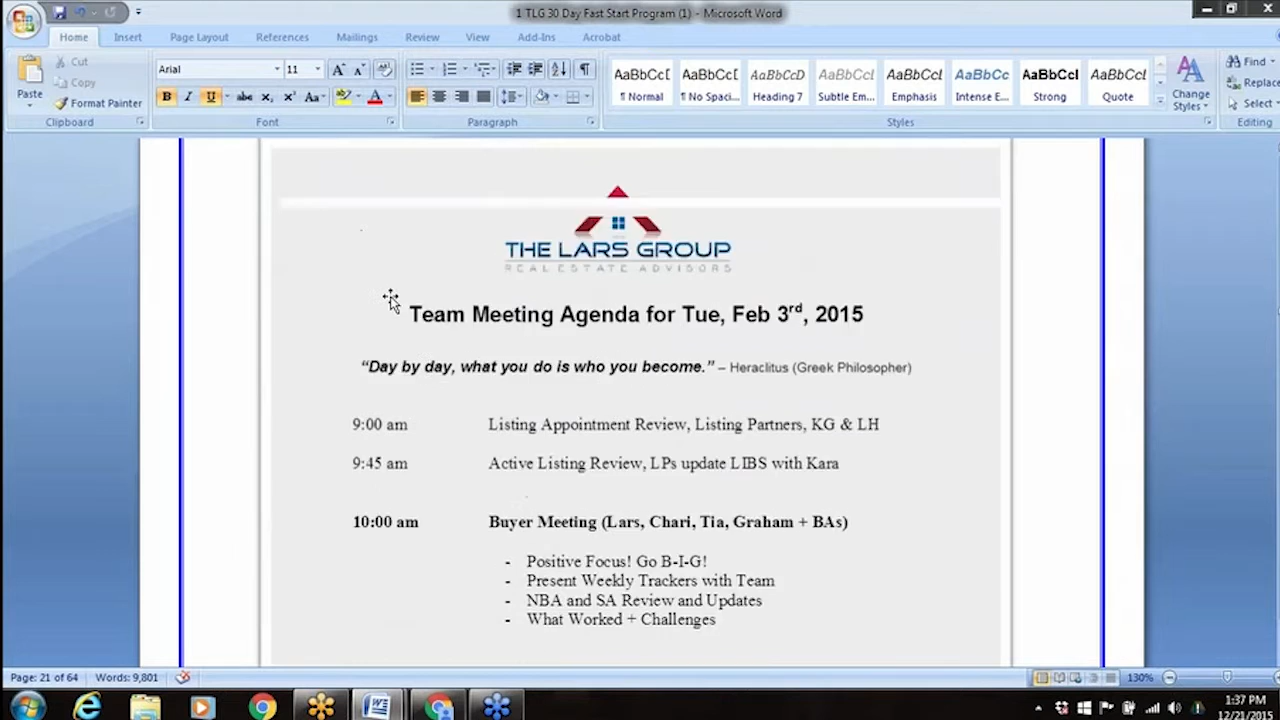 1 TLG 30 Day Fast Start Program (1) - Microsoft Word
Home Insert Page Layout References Mailings Review View Add-Ins Acrobat
Paste
Cut
Copy
Format Painter
Clipboard
Arial 11
Font
Paragraph
AaBbCcI AaBbCcI AaBbCcD AaBbCcI AaBbCcI AaBbCc AaBbCcl AaBbCcI
¶ Normal ¶ No Spaci... Heading 7 Subtle Em... Emphasis Intense E... Strong Quote
Styles
Change Styles
Find
Replace
Select
Editing
THE LARS GROUP
REAL ESTATE ADVISORS
Team Meeting Agenda for Tue, Feb 3rd, 2015
“Day by day, what you do is who you become.” – Heraclitus (Greek Philosopher)
9:00 am Listing Appointment Review, Listing Partners, KG & LH
9:45 am Active Listing Review, LPs update LIBS with Kara
10:00 am Buyer Meeting (Lars, Chari, Tia, Graham + BAs)
- Positive Focus! Go B-I-G!
- Present Weekly Trackers with Team
- NBA and SA Review and Updates
- What Worked + Challenges
Page: 21 of 64 Words: 9,801 130%
1:37 PM
12/21/2015